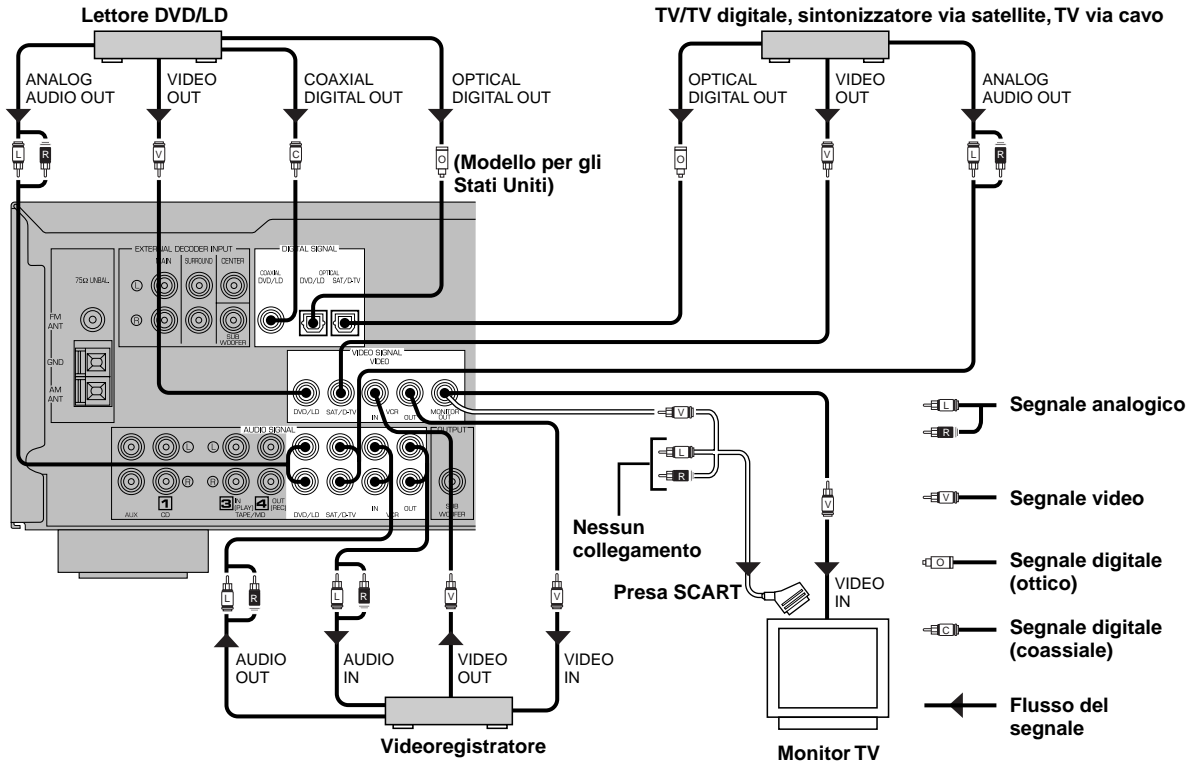 Lettore DVD/LD
TV/TV digitale, sintonizzatore via satellite, TV via cavo
ANALOG
AUDIO OUT
VIDEO
OUT
COAXIAL
DIGITAL OUT
OPTICAL
DIGITAL OUT
OPTICAL
DIGITAL OUT
VIDEO
OUT
ANALOG
AUDIO OUT
L
R
V
C
O
(Modello per gli
Stati Uniti)
O
V
L
R
EXTERNAL DECODER INPUT
MAIN
SURROUND
CENTER
L
R
SUB
WOOFER
75Ω UNBAL.
FM
ANT
GND
AM
ANT
DIGITAL SIGNAL
COAXIAL
DVD/LD
OPTICAL
DVD/LD
SAT/D-TV
VIDEO SIGNAL
VIDEO
DVD/LD
SAT/D-TV
IN
VCR
OUT
MONITOR
OUT
AUDIO SIGNAL
OUTPUT
L
L
R
R
1
3
IN
(PLAY)
4
OUT
(REC)
AUX
CD
TAPE/MD
DVD/LD
SAT/D-TV
IN
VCR
OUT
SUB
WOOFER
V
L
R
Nessun
collegamento
Presa SCART
V
VIDEO
IN
Monitor TV
L
R
L
R
V
V
AUDIO
OUT
AUDIO
IN
VIDEO
OUT
VIDEO
IN
Videoregistratore
L
R
Segnale analogico
V
Segnale video
O
Segnale digitale
(ottico)
C
Segnale digitale
(coassiale)
Flusso del
segnale